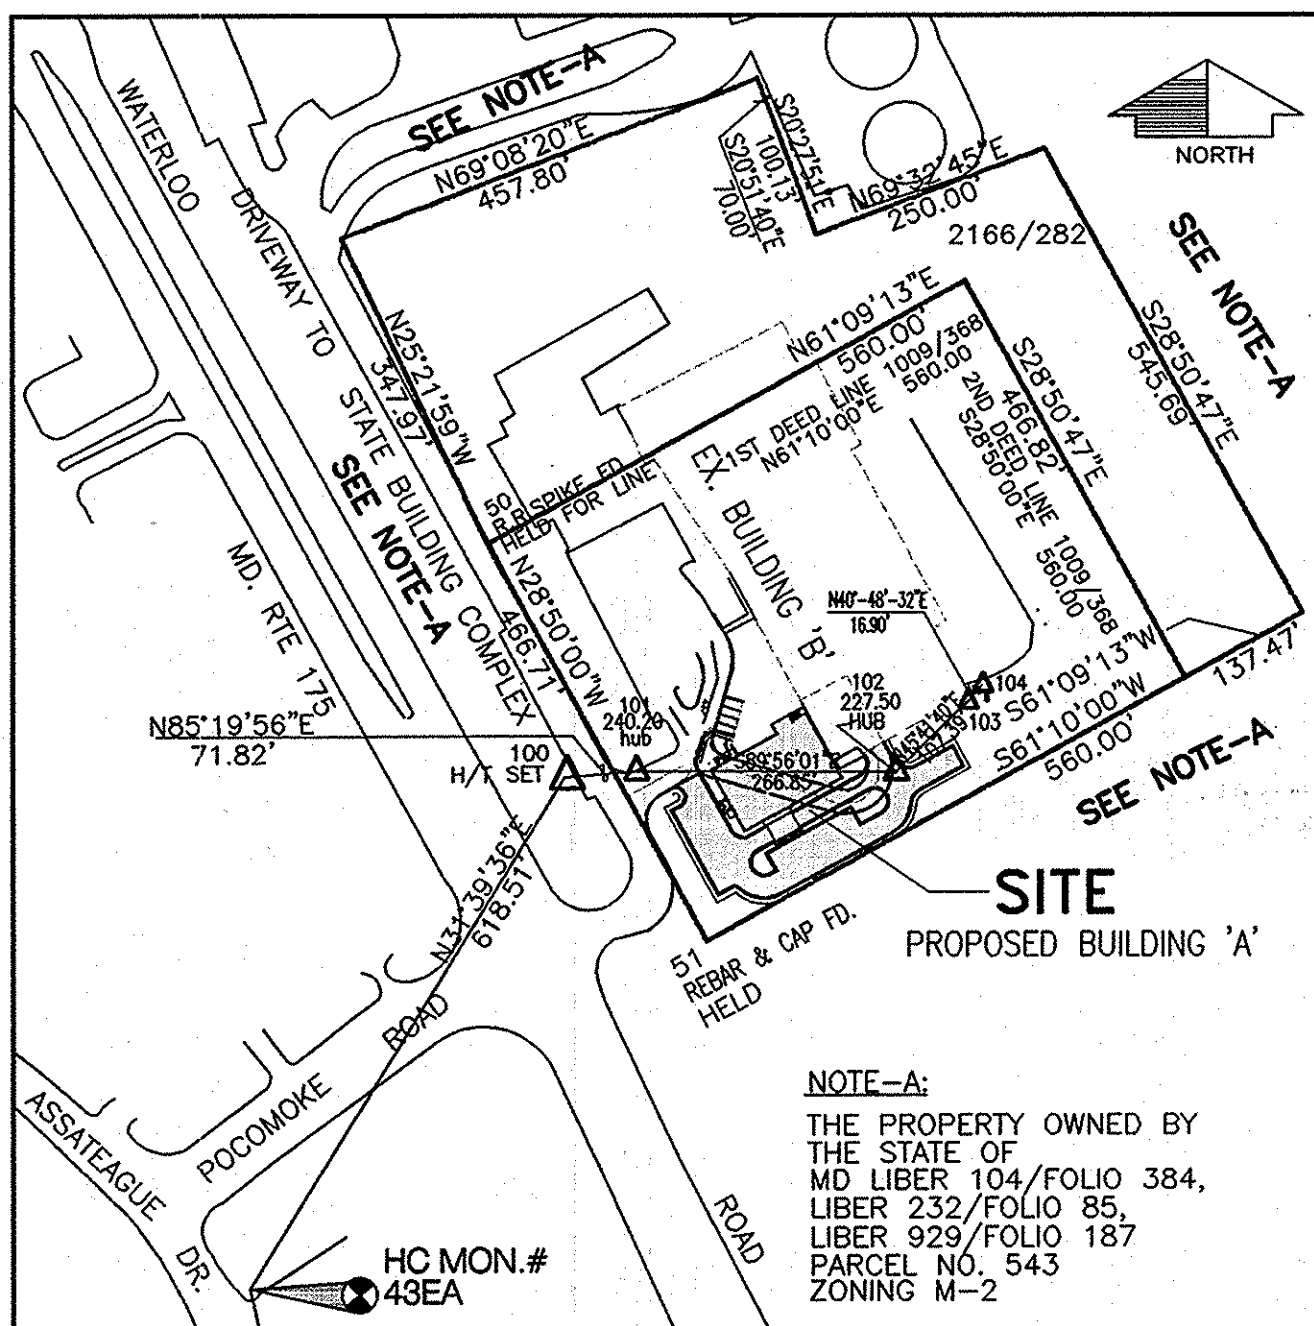 SEE NOTE-A
N69°08'20"E
457.80'
S20°27'51"E
100.13'
S20°51'40"E
70.00'
N69°32'45"E
250.00'
2166/282
NORTH
WATERLOO
DRIVEWAY TO STATE BUILDING COMPLEX
SEE NOTE-A
N25°21'59"W
347.97'
N61°09'13"E
560.00'
1ST DEED LINE 1009/368
N61°10'00"E 560.00
S28°50'47"E
466.82'
2ND DEED LINE 1009/368
S28°50'00"E 560.00
S28°50'47"E
545.69'
SEE NOTE-A
50
R.R.SPIKE FD.
HELD FOR LINE
EX. BUILDING 'B'
N28°50'00"W
466.71'
SEE NOTE-A
MD. RTE 175
N40°-48'-32"E
16.90'
101
240.20
hub
102
227.50
HUB
104
103
S61°09'13"W
137.47'
S61°10'00"W
560.00'
N85°19'56"E
71.82'
100
H/T SET
S89°56'01"E
266.85'
SEE NOTE-A
N31°39'36"E
618.51'
SITE
PROPOSED BUILDING 'A'
51
REBAR & CAP FD.
HELD
POCOMOKE ROAD
ASSATEAGUE DR.
ROAD
HC MON.#
43EA
NOTE-A:
THE PROPERTY OWNED BY
THE STATE OF
MD LIBER 104/FOLIO 384,
LIBER 232/FOLIO 85,
LIBER 929/FOLIO 187
PARCEL NO. 543
ZONING M-2